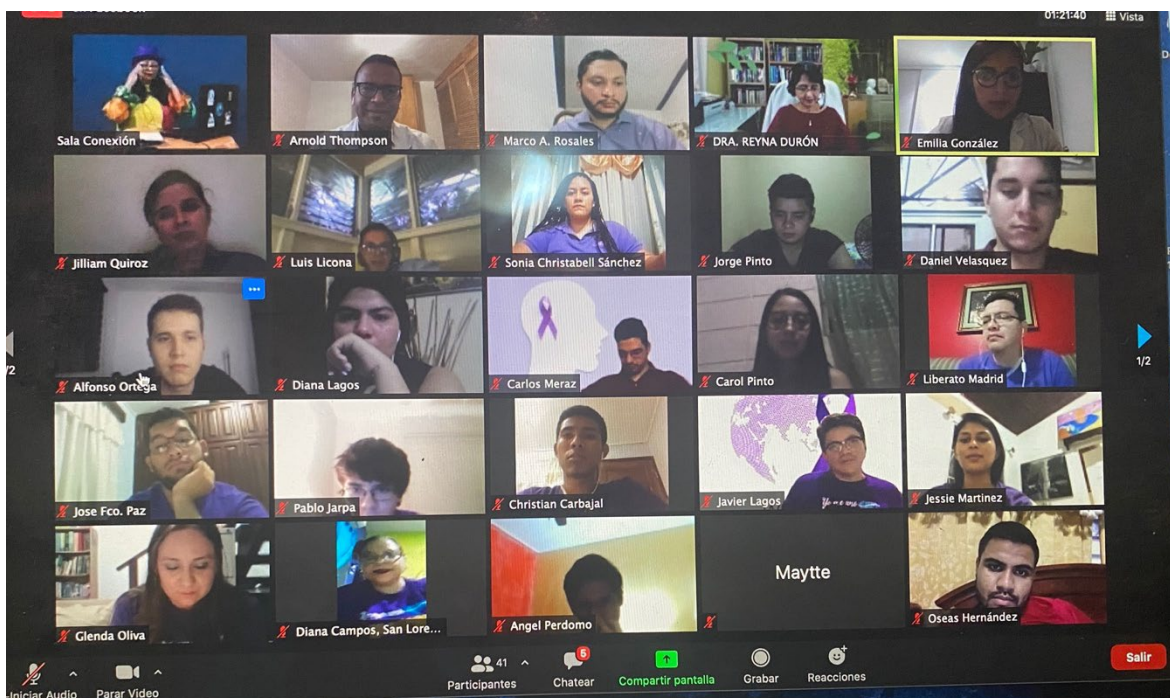 01:21:40
Vista
Sala Conexión
Arnold Thompson
Marco A. Rosales
DRA. REYNA DURÓN
Emilia González
Jilliam Quiroz
Luis Licona
Sonia Christabell Sánchez
Jorge Pinto
Daniel Velasquez
Alfonso Ortega
Diana Lagos
Carlos Meraz
Carol Pinto
Liberato Madrid
1/2
Jose Fco. Paz
Pablo Jarpa
Christian Carbajal
Javier Lagos
Jessie Martinez
Glenda Oliva
Diana Campos, San Lore...
Angel Perdomo
Maytte
Oseas Hernández
Iniciar Audio
Parar Video
41
Participantes
5
Chatear
Compartir pantalla
Grabar
Reacciones
Salir